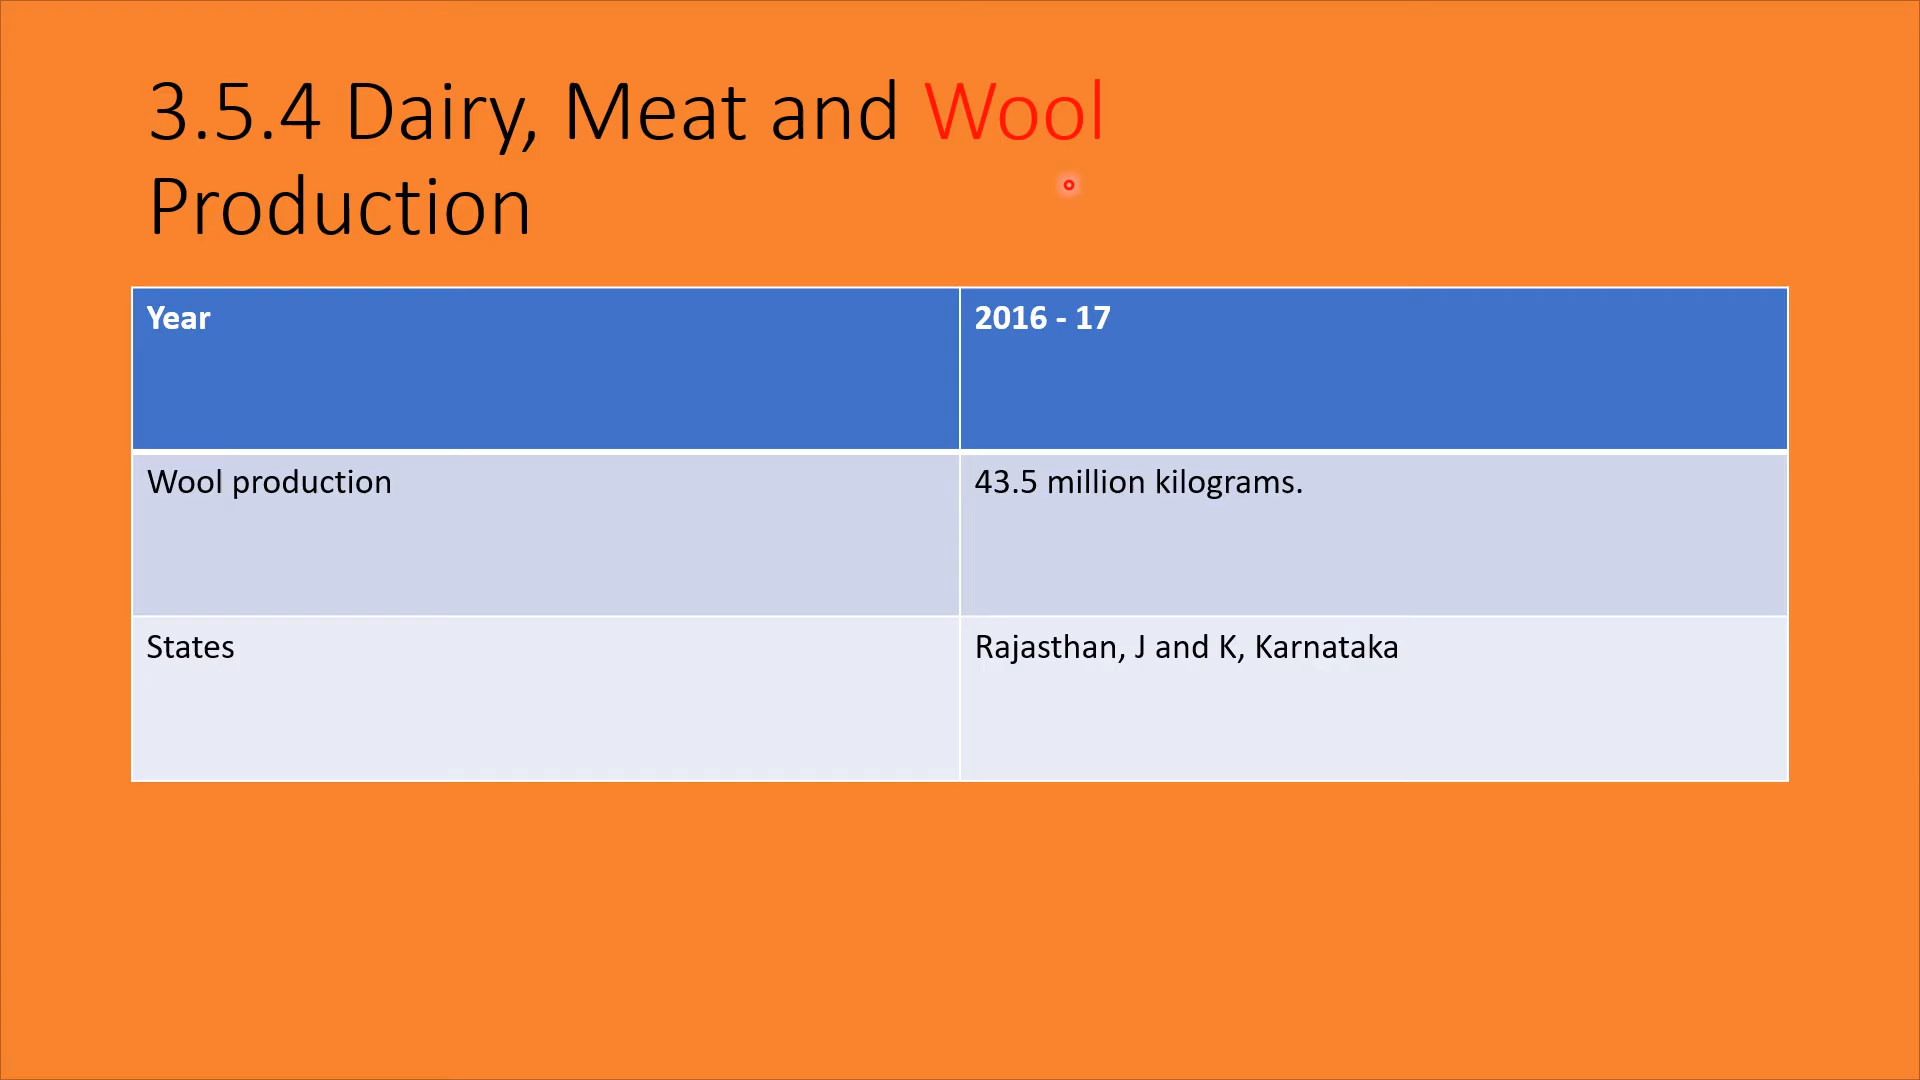 3.5.4 Dairy, Meat and Wool
Production
Year
2016 - 17
Wool production
43.5 million kilograms.
States
Rajasthan, J and K, Karnataka